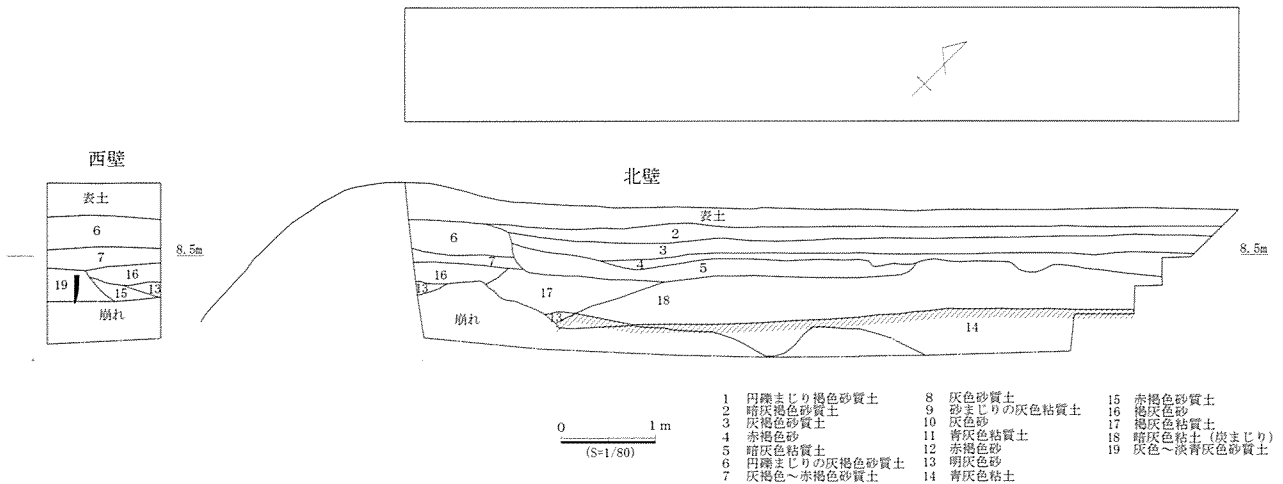 西壁
表土
6
7
16
19
15
13
崩れ
8.5m
北壁
表土
2
6
3
7
4
5
16
13
17
18
崩れ
13
14
8.5m
0 1 m
(S=1/80)
1 円礫まじり褐色砂質土
2 暗灰褐色砂質土
3 灰褐色砂質土
4 赤褐色砂
5 暗灰色粘質土
6 円礫まじりの灰褐色砂質土
7 灰褐色~赤褐色砂質土
8 灰色砂質土
9 砂まじりの灰色粘質土
10 灰色砂
11 青灰色粘質土
12 赤褐色砂
13 明灰色砂
14 青灰色粘土
15 赤褐色砂質土
16 褐灰色砂
17 褐灰色粘質土
18 暗灰色粘土(炭まじり)
19 灰色~淡青灰色砂質土